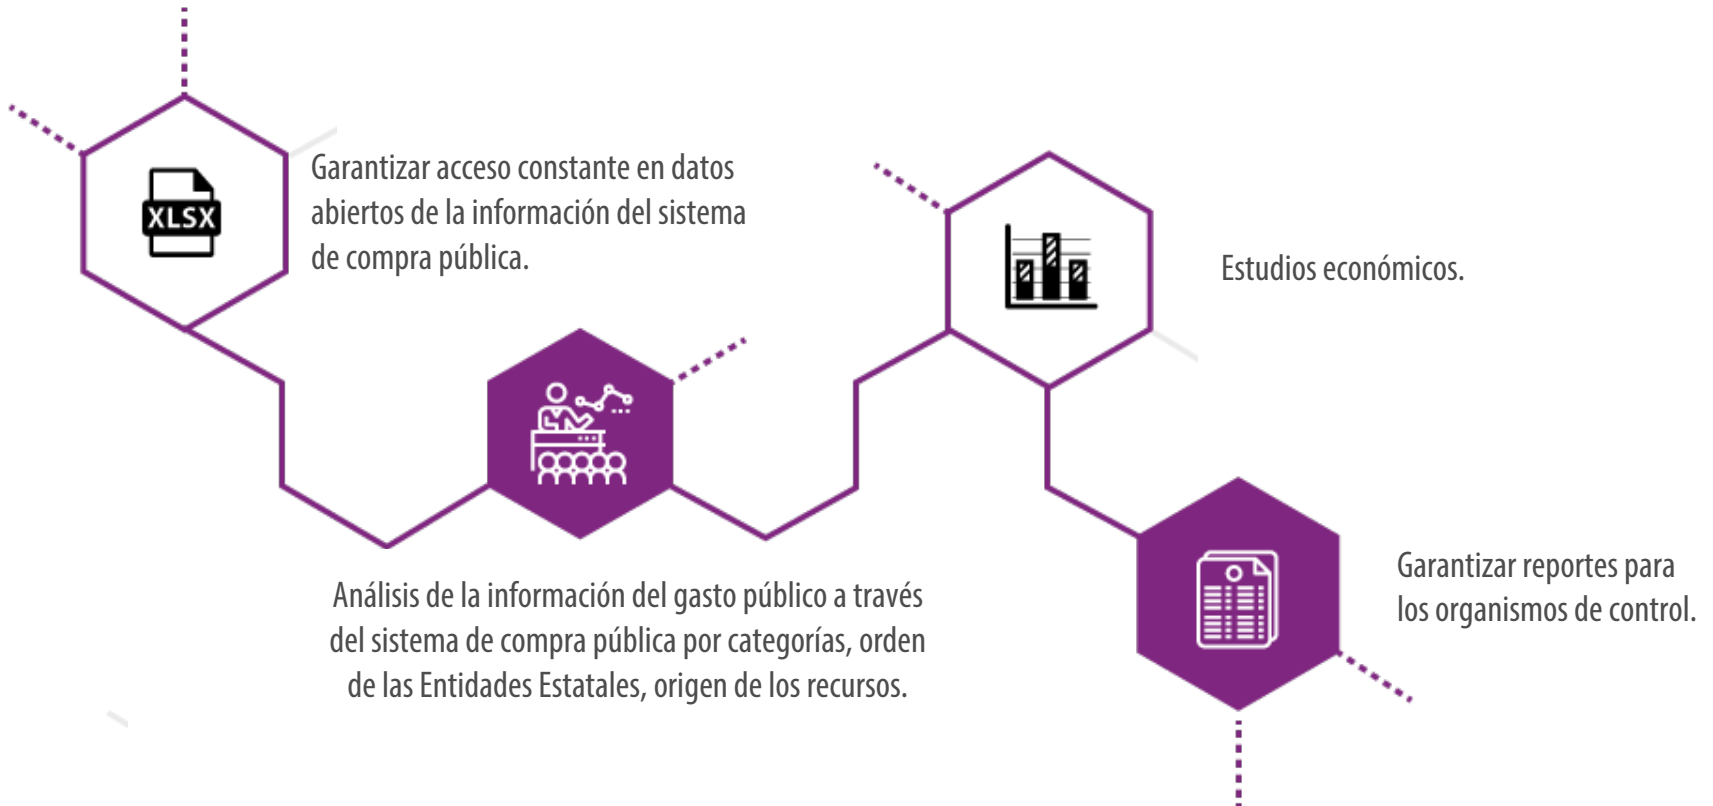 XLSX
Garantizar acceso constante en datos
abiertos de la información del sistema
de compra pública.
Análisis de la información del gasto público a través
del sistema de compra pública por categorías, orden
de las Entidades Estatales, origen de los recursos.
Estudios económicos.
Garantizar reportes para
los organismos de control.